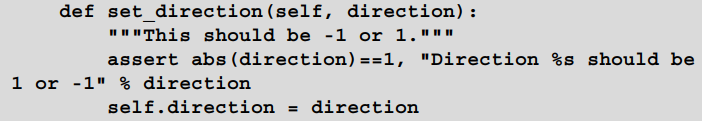 def set_direction(self, direction):
        """This should be -1 or 1."""
        assert abs(direction)==1, "Direction %s should be
1 or -1" % direction
        self.direction = direction